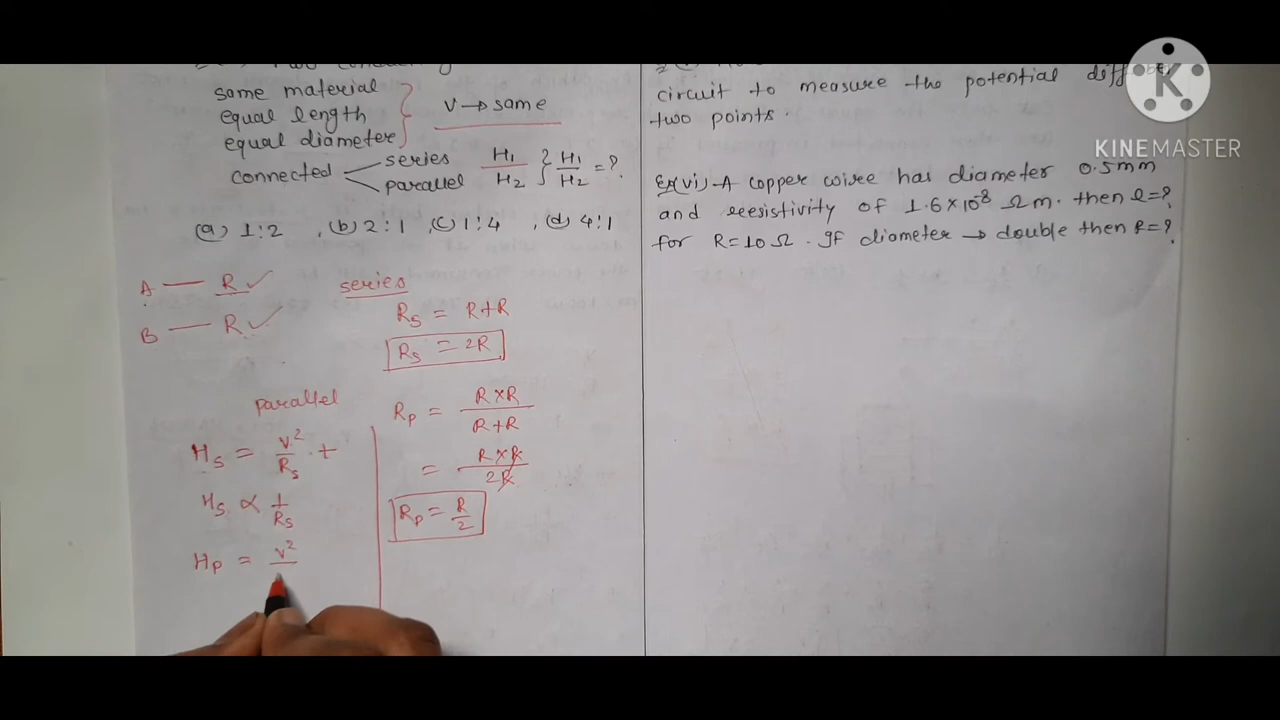 same material
equal length
equal diameter
V → same
connected series
parallel
H1/H2 } H1/H2 = ?
(a) 1:2 , (b) 2:1 , (c) 1:4 , (d) 4:1
A — R ✓
B — R ✓
series
Rs = R+R
Rs = 2R
parallel
Rp = R×R / R+R
= R×R / 2R
Rp = R/2
Hs = V²/Rs · t
Hs ∝ 1/Rs
Hp = V²
circuit to measure the potential
two points.
Ex(vi)- A copper wire has diameter 0.5mm
and reesistivity of 1.6×10⁻⁸ Ωm. then l=?
for R=10Ω. If diameter → double then R=?
K
KINEMASTER